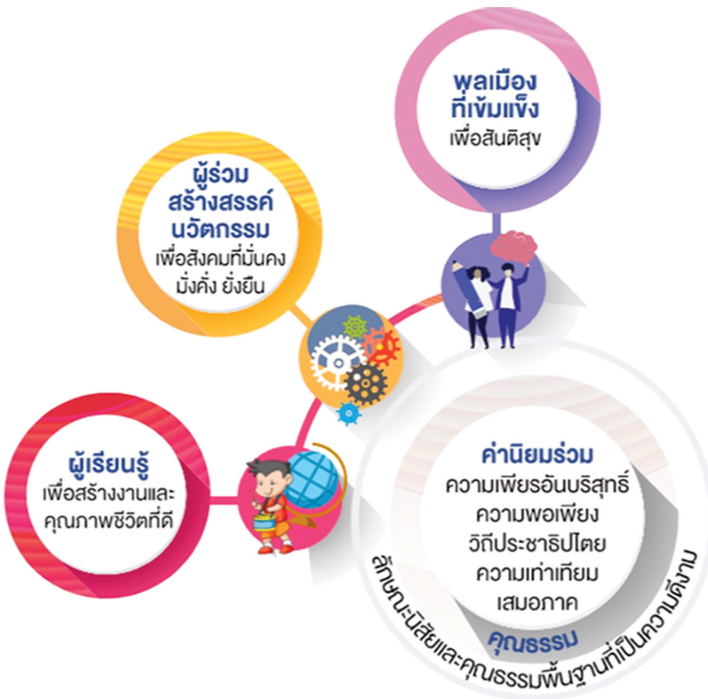 พลเมือง
ที่เข้มแข็ง
เพื่อสันติสุข
ผู้ร่วม
สร้างสรรค์
นวัตกรรม
เพื่อสังคมที่มั่นคง
มั่งคั่ง ยั่งยืน
ผู้เรียนรู้
เพื่อสร้างงานและ
คุณภาพชีวิตที่ดี
ค่านิยมร่วม
ความเพียรอันบริสุทธิ์
ความพอเพียง
วิถีประชาธิปไตย
ความเท่าเทียม
เสมอภาค
คุณธรรม
ลักษณะนิสัยและคุณธรรมพื้นฐานที่เป็นความดีงาม